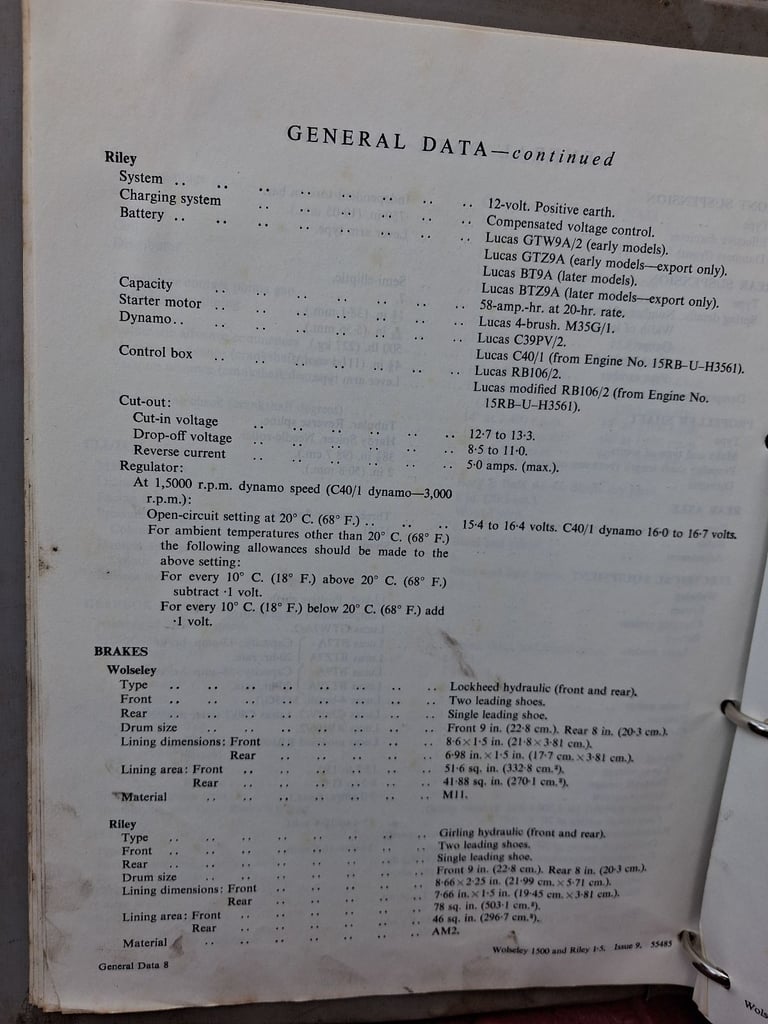 GENERAL DATA—continued
Riley
System .. .. .. .. .. .. .. .. 12-volt. Positive earth.
Charging system .. .. .. .. .. .. Compensated voltage control.
Battery .. .. .. .. .. .. .. .. Lucas GTW9A/2 (early models).
Lucas GTZ9A (early models—export only).
Lucas BT9A (later models).
Lucas BTZ9A (later models—export only).
Capacity .. .. .. .. .. .. .. 58-amp.-hr. at 20-hr. rate.
Starter motor .. .. .. .. .. .. .. Lucas 4-brush. M35G/1.
Dynamo.. .. .. .. .. .. .. .. Lucas C39PV/2.
Lucas C40/1 (from Engine No. 15RB–U–H3561).
Control box .. .. .. .. .. .. .. Lucas RB106/2.
Lucas modified RB106/2 (from Engine No.
15RB–U–H3561).
Cut-out:
Cut-in voltage .. .. .. .. .. .. 12·7 to 13·3.
Drop-off voltage .. .. .. .. .. .. 8·5 to 11·0.
Reverse current .. .. .. .. .. .. 5·0 amps. (max.).
Regulator:
At 1,5000 r.p.m. dynamo speed (C40/1 dynamo—3,000
r.p.m.):
Open-circuit setting at 20° C. (68° F.) .. .. .. 15·4 to 16·4 volts. C40/1 dynamo 16·0 to 16·7 volts.
For ambient temperatures other than 20° C. (68° F.)
the following allowances should be made to the
above setting:
For every 10° C. (18° F.) above 20° C. (68° F.)
subtract ·1 volt.
For every 10° C. (18° F.) below 20° C. (68° F.) add
·1 volt.
BRAKES
Wolseley
Type .. .. .. .. .. .. .. .. Lockheed hydraulic (front and rear).
Front .. .. .. .. .. .. .. .. Two leading shoes.
Rear .. .. .. .. .. .. .. .. Single leading shoe.
Drum size .. .. .. .. .. .. .. Front 9 in. (22·8 cm.). Rear 8 in. (20·3 cm.).
Lining dimensions: Front .. .. .. .. .. 8·6 × 1·5 in. (21·8 × 3·81 cm.).
Rear .. .. .. .. .. 6·98 in. × 1·5 in. (17·7 cm. × 3·81 cm.).
Lining area: Front .. .. .. .. .. .. 51·6 sq. in. (332·8 cm.²).
Rear .. .. .. .. .. .. 41·88 sq. in. (270·1 cm.²).
Material .. .. .. .. .. .. .. M11.
Riley
Type .. .. .. .. .. .. .. .. Girling hydraulic (front and rear).
Front .. .. .. .. .. .. .. .. Two leading shoes.
Rear .. .. .. .. .. .. .. .. Single leading shoe.
Drum size .. .. .. .. .. .. .. Front 9 in. (22·8 cm.). Rear 8 in. (20·3 cm.).
Lining dimensions: Front .. .. .. .. .. 8·66 × 2·25 in. (21·99 cm. × 5·71 cm.).
Rear .. .. .. .. .. 7·66 in. × 1·5 in. (19·45 cm. × 3·81 cm.).
Lining area: Front .. .. .. .. .. .. 78 sq. in. (503·1 cm.²).
Rear .. .. .. .. .. .. 46 sq. in. (296·7 cm.²).
Material .. .. .. .. .. .. .. AM2.
General Data 8
Wolseley 1500 and Riley 1·5. Issue 9. 55485
Wols